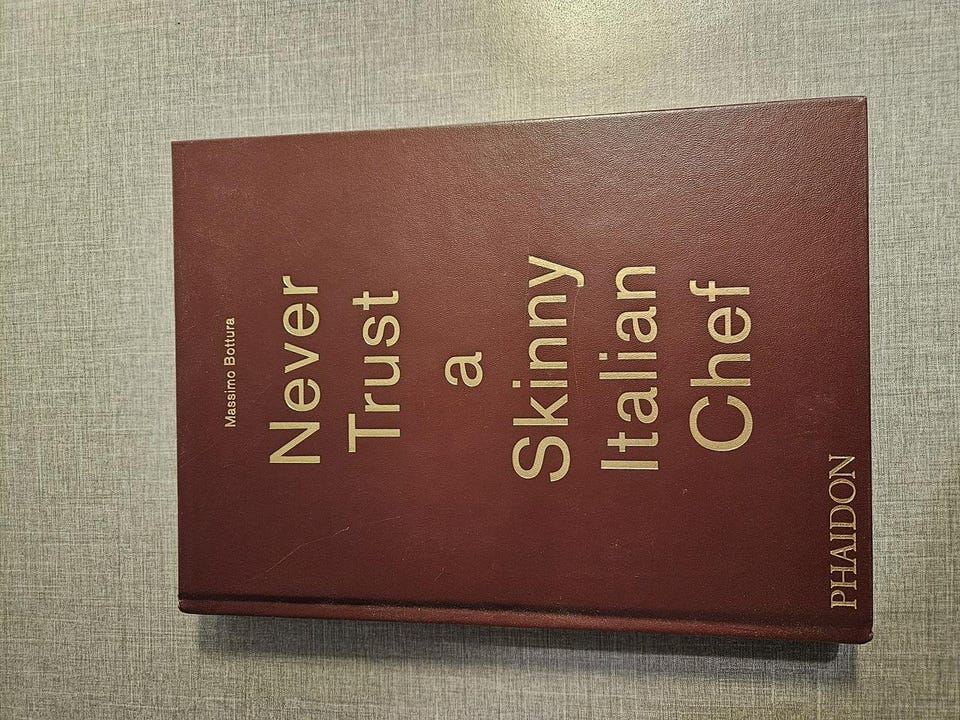 Massimo Bottura
Never
Trust
a
Skinny
Italian
Chef
PHAIDON